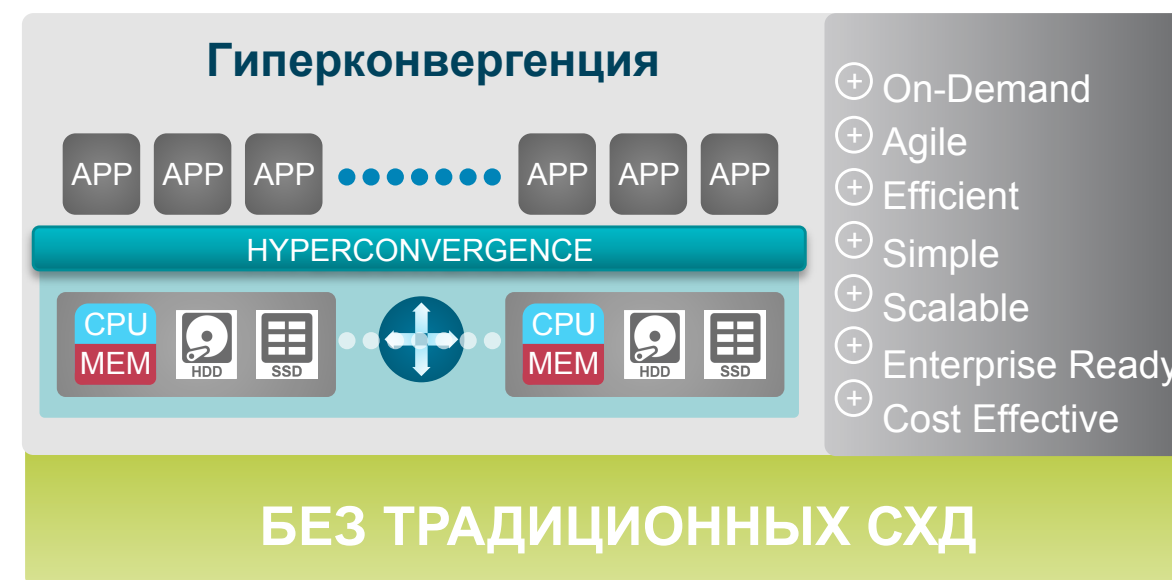 Гиперконвергенция
APP APP APP APP APP APP
HYPERCONVERGENCE
CPU MEM HDD SSD CPU MEM HDD SSD
On-Demand
Agile
Efficient
Simple
Scalable
Enterprise Ready
Cost Effective
БЕЗ ТРАДИЦИОННЫХ СХД